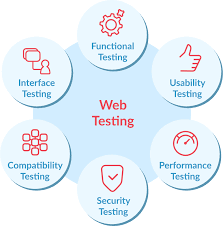 Functional
Testing
Interface
Testing
Usability
Testing
Web
Testing
Compatibility
Testing
Performance
Testing
Security
Testing